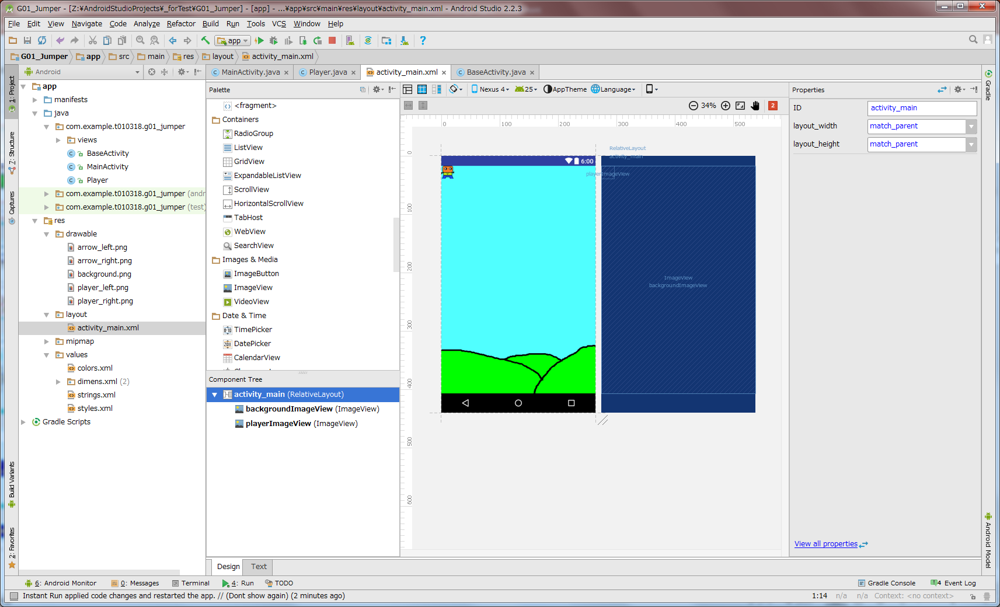 G01_Jumper - [Z:¥AndroidStudioProjects¥_forTest¥G01_Jumper] - [app] - ...¥app¥src¥main¥res¥layout¥activity_main.xml - Android Studio 2.2.3
File Edit View Navigate Code Analyze Refactor Build Run Tools VCS Window Help
app
G01_Jumper app src main res layout activity_main.xml
Android
MainActivity.java Player.java activity_main.xml BaseActivity.java
1: Project
7: Structure
Captures
Build Variants
2: Favorites
app
manifests
java
com.example.t010318.g01_jumper
views
BaseActivity
MainActivity
Player
com.example.t010318.g01_jumper (andr
com.example.t010318.g01_jumper (test)
res
drawable
arrow_left.png
arrow_right.png
background.png
player_left.png
player_right.png
layout
activity_main.xml
mipmap
values
colors.xml
dimens.xml (2)
strings.xml
styles.xml
Gradle Scripts
Palette
<fragment>
Containers
RadioGroup
ListView
GridView
ExpandableListView
ScrollView
HorizontalScrollView
TabHost
WebView
SearchView
Images & Media
ImageButton
ImageView
VideoView
Date & Time
TimePicker
DatePicker
CalendarView
Component Tree
activity_main (RelativeLayout)
backgroundImageView (ImageView)
playerImageView (ImageView)
Nexus 4 25 AppTheme Language
34% 2
0 100 200 300 400 500
0
100
200
300
400
500
600
6:00
RelativeLayout
activity_main
playerImageView
ImageView
backgroundImageView
Properties
ID activity_main
layout_width match_parent
layout_height match_parent
View all properties
Gradle
Android Model
Design Text
6: Android Monitor 0: Messages Terminal 4: Run TODO Gradle Console 4 Event Log
Instant Run applied code changes and restarted the app. // (Dont show again) (2 minutes ago) 1:14 n/a n/a Context: <no context>